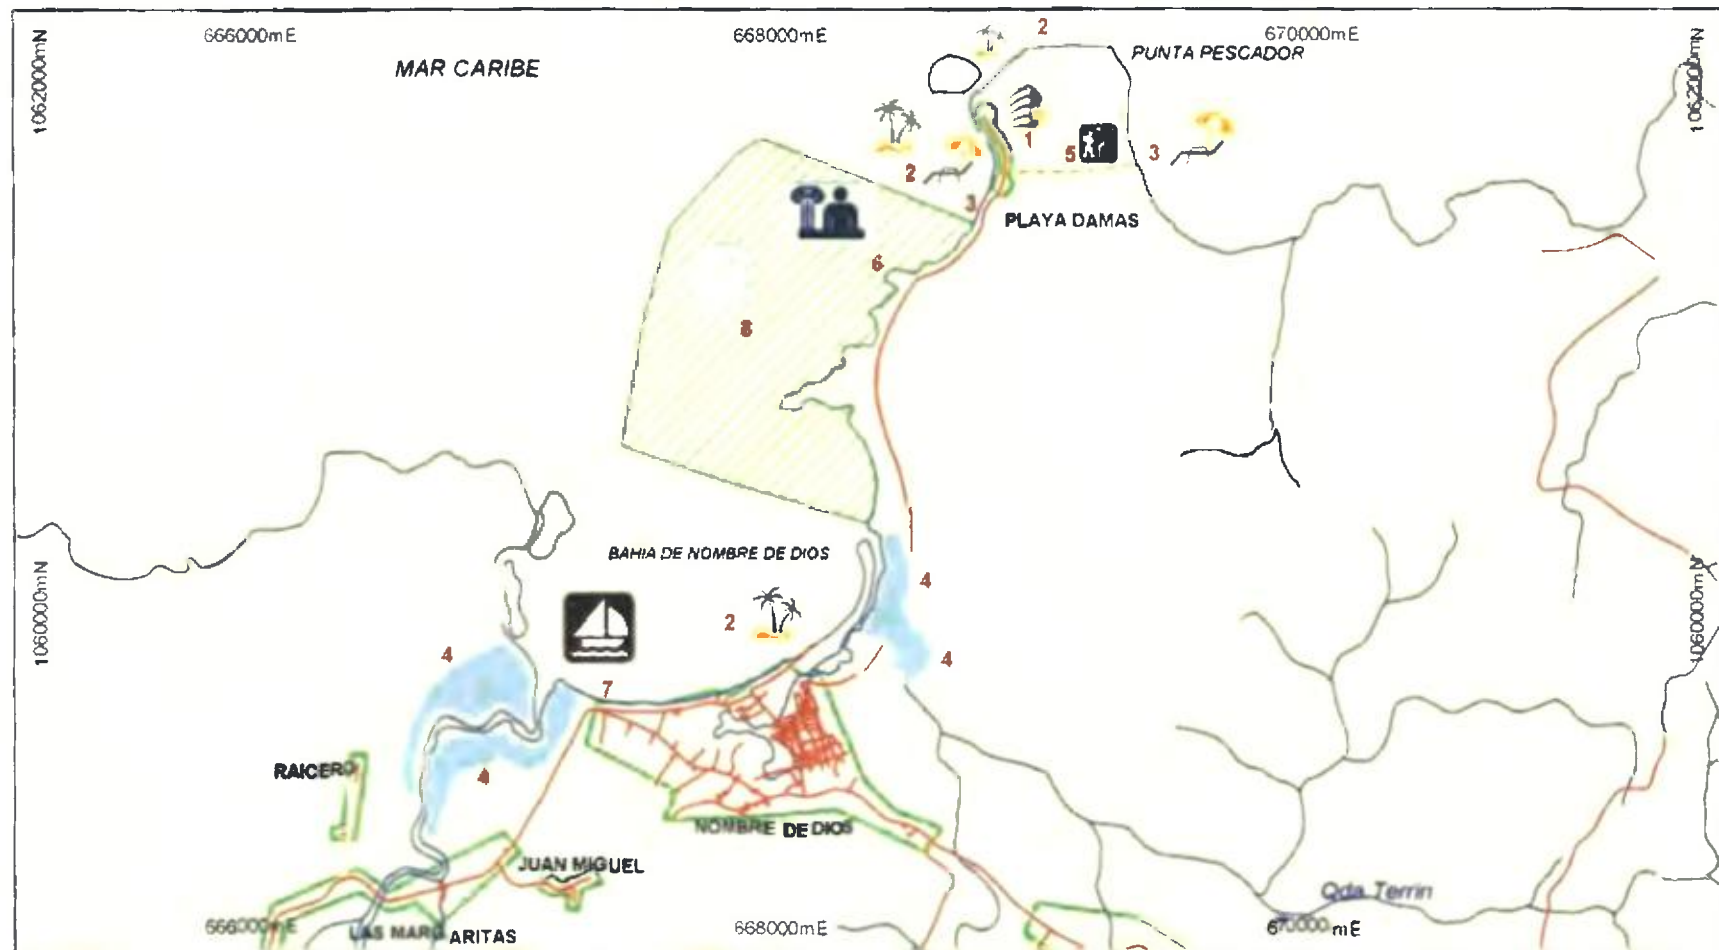 666000mE
668000mE
2
670000mE
1062000mN
MAR CARIBE
PUNTA PESCADOR
1062000mN
1
5
3
2
3
PLAYA DAMAS
6
8
BAHIA DE NOMBRE DE DIOS
4
1060000mN
2
1060000mN
4
4
7
RAICERO
4
NOMBRE DE DIOS
JUAN MIGUEL
Qda Terrin
666000mE
LAS MARGARITAS
668000mE
670000mE